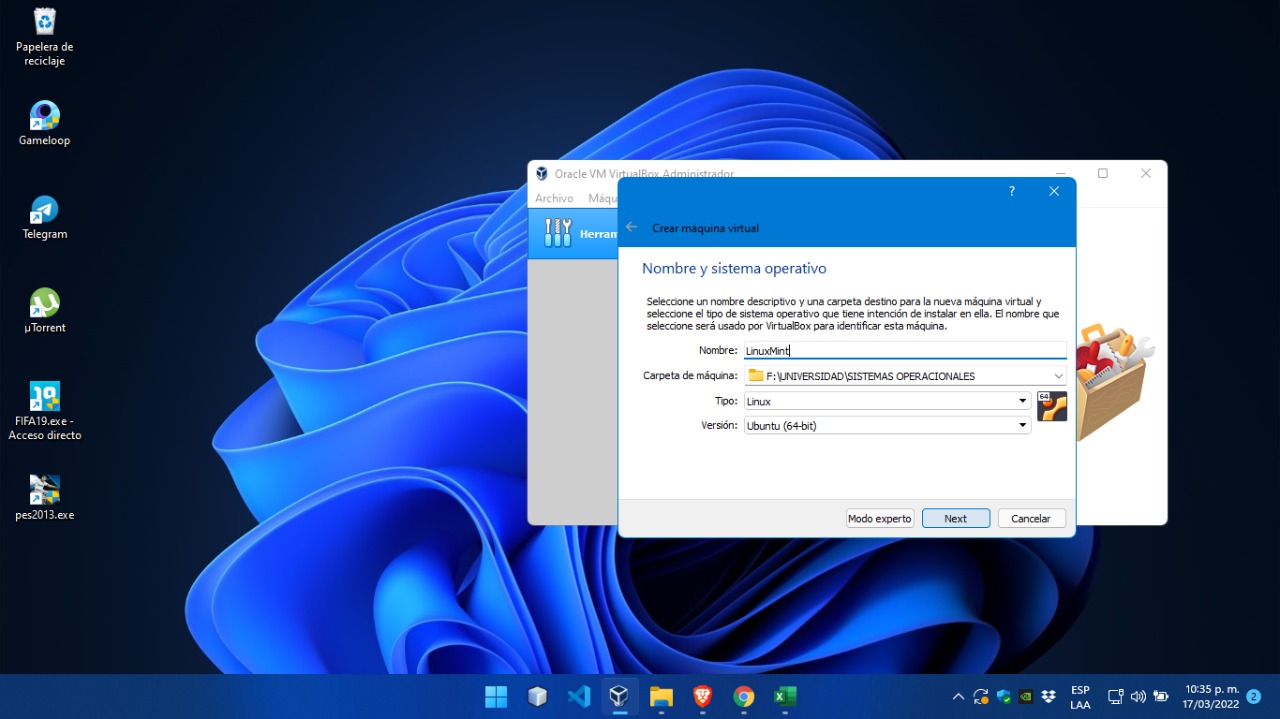 Papelera de
reciclaje
Gameloop
Telegram
µTorrent
19
FIFA19.exe -
Acceso directo
pes2013.exe
Oracle VM VirtualBox Administrador
Archivo Máqu
Herram
?
Crear máquina virtual
Nombre y sistema operativo
Seleccione un nombre descriptivo y una carpeta destino para la nueva máquina virtual y
seleccione el tipo de sistema operativo que tiene intención de instalar en ella. El nombre que
seleccione será usado por VirtualBox para identificar esta máquina.
Nombre: LinuxMint
Carpeta de máquina: F:\UNIVERSIDAD\SISTEMAS OPERACIONALES
Tipo: Linux
64
Versión: Ubuntu (64-bit)
Modo experto Next Cancelar
ESP
LAA
10:35 p. m.
17/03/2022
2